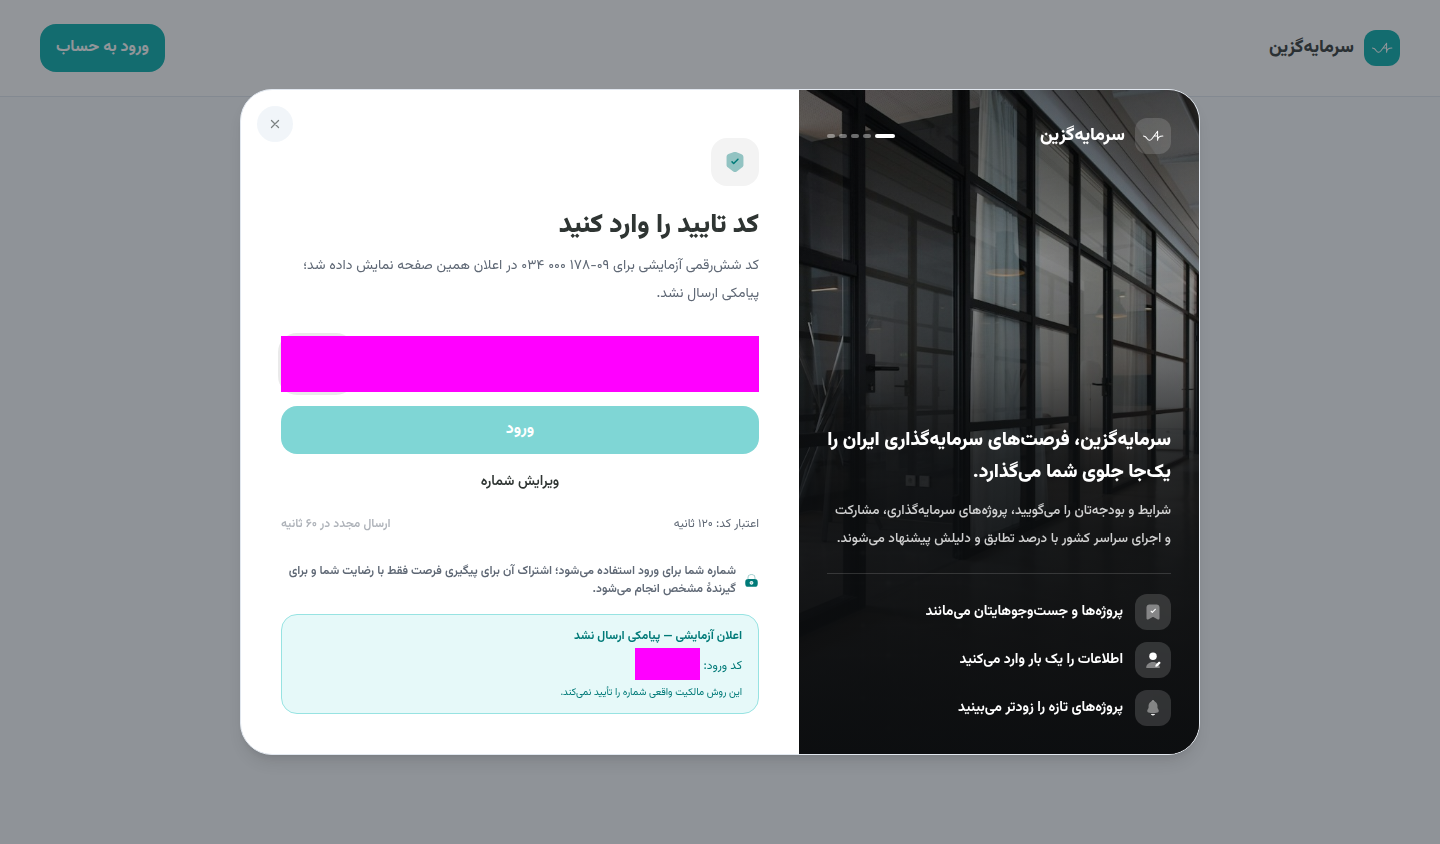 سرمایه‌گزین
ورود به حساب
سرمایه‌گزین
سرمایه‌گزین، فرصت‌های سرمایه‌گذاری ایران را
یک‌جا جلوی شما می‌گذارد.
شرایط و بودجه‌تان را می‌گویید، پروژه‌های سرمایه‌گذاری، مشارکت
و اجرای سراسر کشور با درصد تطابق و دلیلش پیشنهاد می‌شوند.
پروژه‌ها و جست‌وجوهایتان می‌مانند
اطلاعات را یک بار وارد می‌کنید
پروژه‌های تازه را زودتر می‌بینید
کد تایید را وارد کنید
کد شش‌رقمی آزمایشی برای ۰۹-۱۷۸ ۰۰۰ ۰۳۴ در اعلان همین صفحه نمایش داده شد؛
پیامکی ارسال نشد.
ورود
ویرایش شماره
اعتبار کد: ۱۲۰ ثانیه
ارسال مجدد در ۶۰ ثانیه
شماره شما برای ورود استفاده می‌شود؛ اشتراک آن برای پیگیری فرصت فقط با رضایت شما و برای
گیرندهٔ مشخص انجام می‌شود.
اعلان آزمایشی — پیامکی ارسال نشد
کد ورود:
این روش مالکیت واقعی شماره را تأیید نمی‌کند.